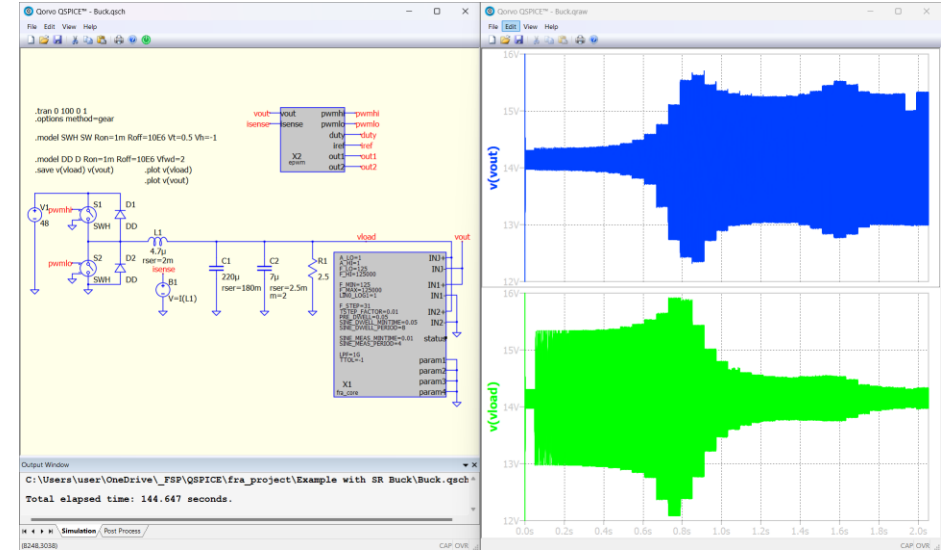 Qorvo QSPICE™ - Buck.qsch
File Edit View Help
.tran 0 100 0 1
.options method=gear
.model SWH SW Ron=1m Roff=10E6 Vt=0.5 Vh=-1
.model DD D Ron=1m Roff=10E6 Vfwd=2
.save v(vload) v(vout) .plot v(vload)
.plot v(vout)
vout vout pwmhi pwmhi
isense isense pwmlo pwmlo
duty duty
iref iref
X2 out1 out1
epwm out2 out2
V1 pwmhi S1 D1
48 SWH DD
L1
4.7µ
rser=2m
isense
pwmlo S2 D2
SWH DD
B1
V=I(L1)
C1
220µ
rser=180m
C2
7µ
rser=2.5m
m=2
R1
2.5
vload vout
A_LO=1
A_HI=1
F_LO=125
F_HI=125000
F_MIN=125
F_MAX=125000
LIN0_LOG1=1
F_STEP=31
TSTEP_FACTOR=0.01
PRE_DWELL=0.05
SINE_DWELL_MINTIME=0.05
SINE_DWELL_PERIOD=8
SINE_MEAS_MINTIME=0.01
SINE_MEAS_PERIOD=4
LPF=1G
TTOL=-1
INJ+
INJ-
IN1+
IN1-
IN2+
IN2-
status
param1
param2
param3
param4
X1
fra_core
Output Window
C:\Users\user\OneDrive\_FSP\QSPICE\fra_project\Example with SR Buck\Buck.qsch
Total elapsed time: 144.647 seconds.
Simulation Post Process
(8248,3038) CAP OVR
Qorvo QSPICE™ - Buck.qraw
File Edit View Help
16V
15V
14V
13V
12V
v(vout)
16V
15V
14V
13V
12V
v(vload)
0.0s 0.2s 0.4s 0.6s 0.8s 1.0s 1.2s 1.4s 1.6s 1.8s 2.0s
CAP OVR